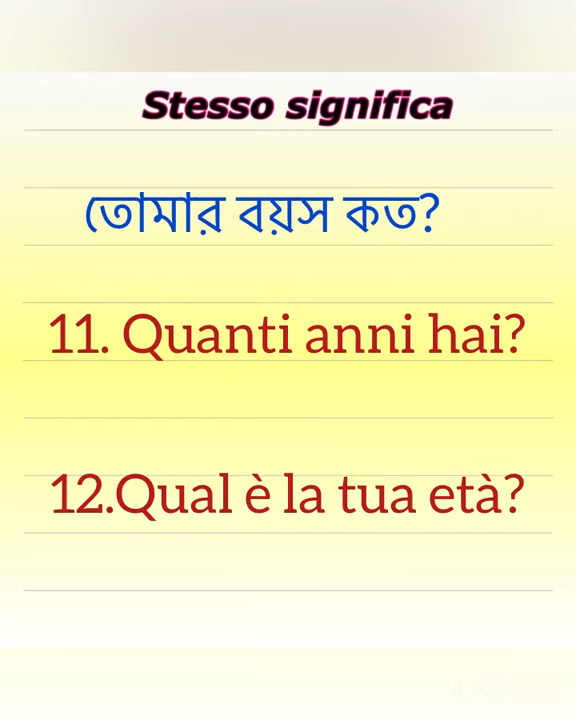 Stesso significa
তোমার বয়স কত?
11. Quanti anni hai?
12.Qual è la tua età?